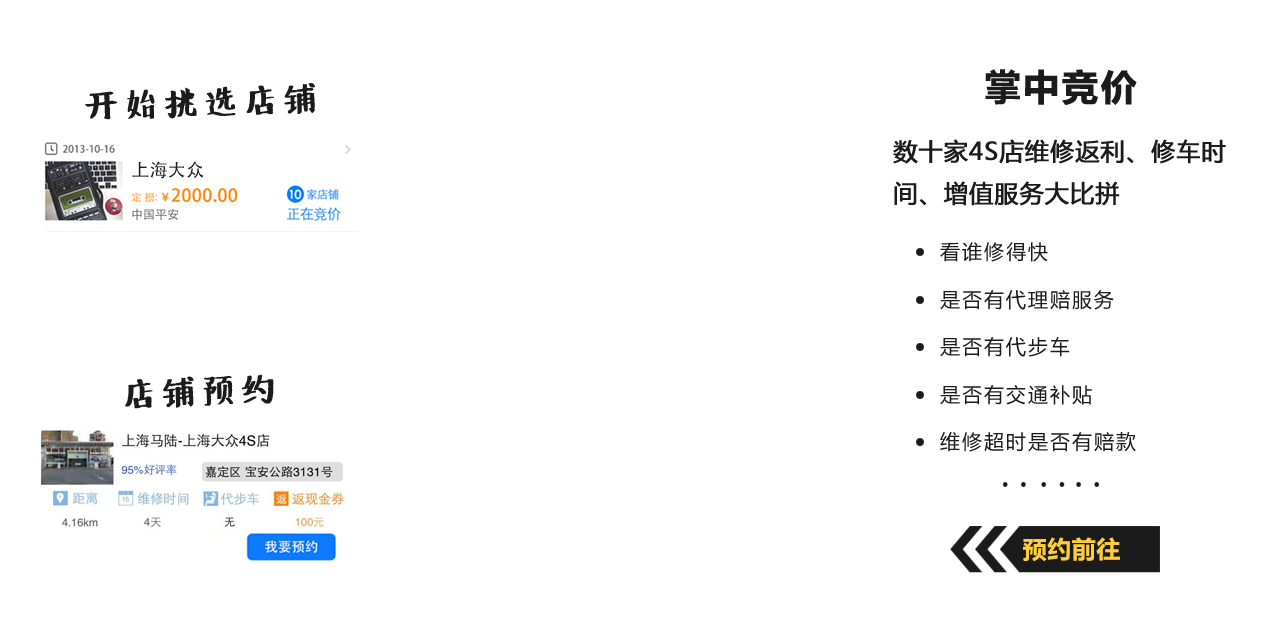 开始挑选店铺
2013-10-16
上海大众
定 损: ¥2000.00
10 家店铺
中国平安
正在竞价
店铺预约
上海马陆-上海大众4S店
95%好评率
嘉定区 宝安公路3131号
距离 15 维修时间 代步车 返 返现金券
4.16km 4天 无 100元
我要预约
掌中竞价
数十家4S店维修返利、修车时
间、增值服务大比拼
• 看谁修得快
• 是否有代理赔服务
• 是否有代步车
• 是否有交通补贴
• 维修超时是否有赔款
• • • • • •
预约前往